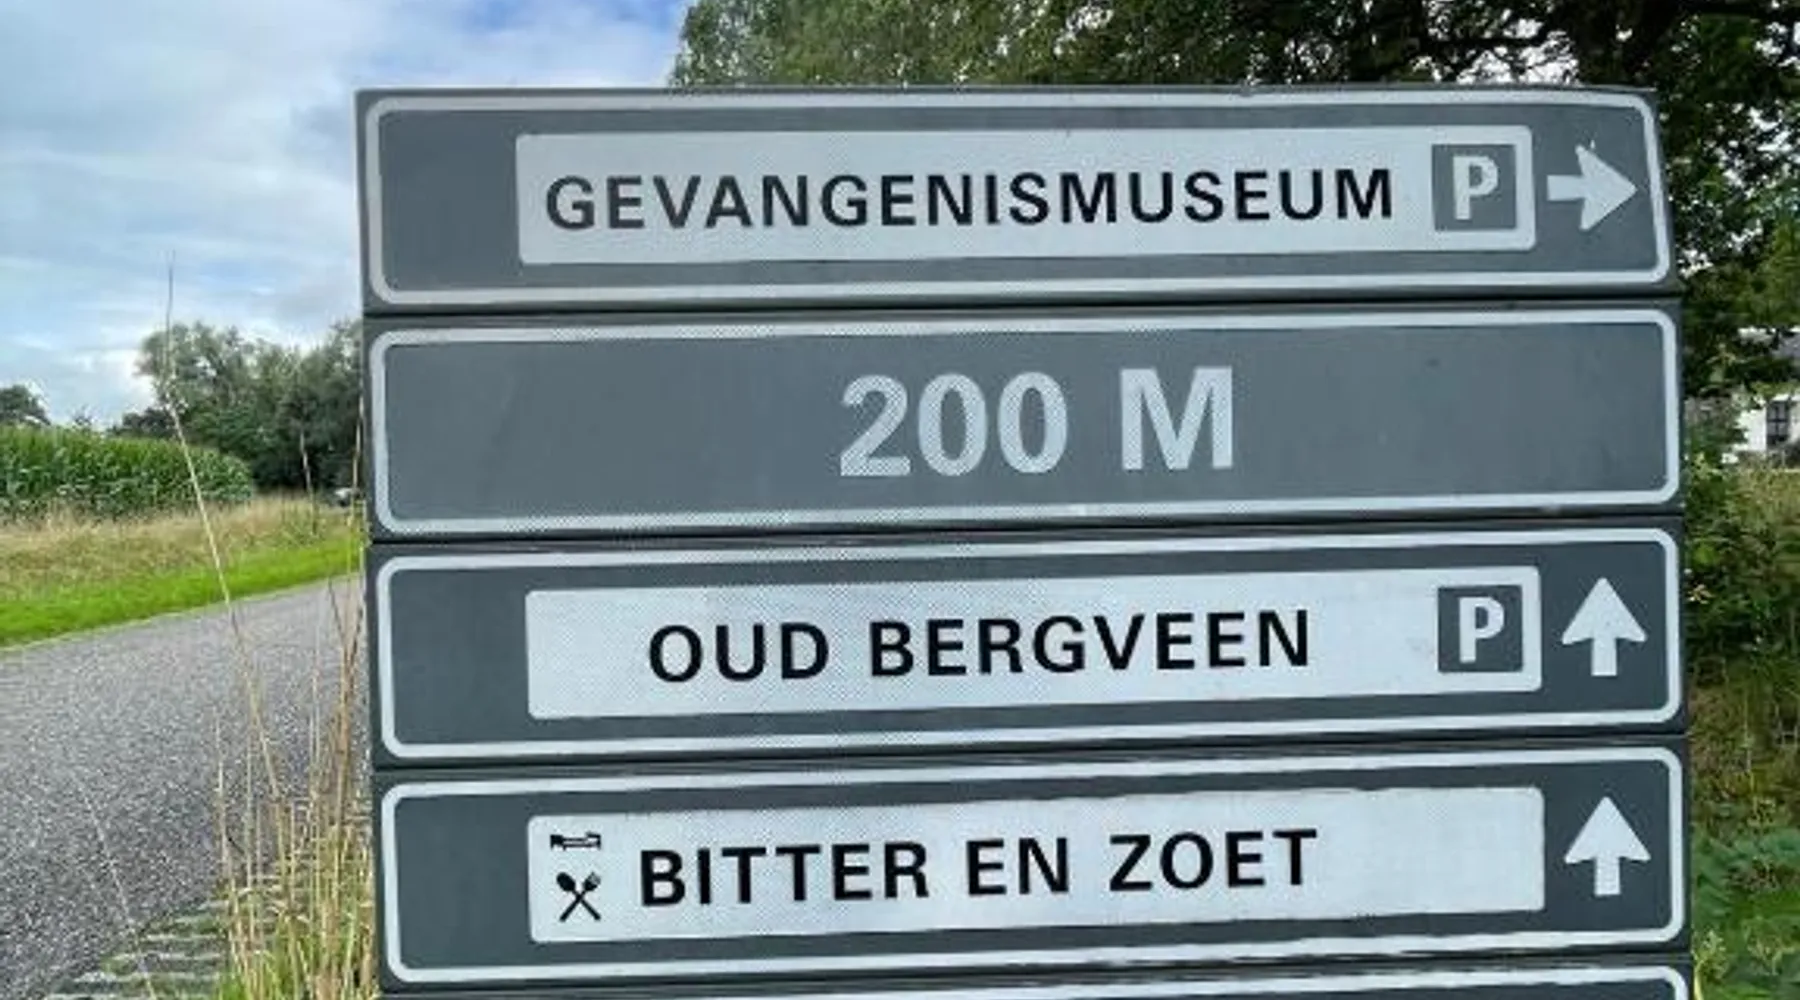 GEVANGENISMUSEUM P
200 M
OUD BERGVEEN P
BITTER EN ZOET